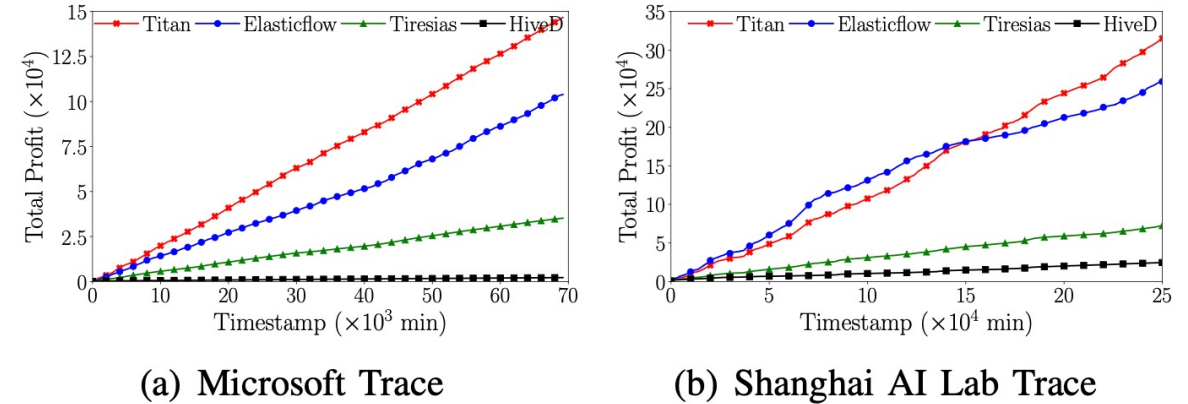 Titan Elasticflow Tiresias HiveD
15
12.5
10
7.5
5
2.5
0
Total Profit (×10⁴)
0 10 20 30 40 50 60 70
Timestamp (×10³ min)
(a) Microsoft Trace
Titan Elasticflow Tiresias HiveD
35
30
25
20
15
10
5
0
Total Profit (×10⁴)
0 5 10 15 20 25
Timestamp (×10⁴ min)
(b) Shanghai AI Lab Trace